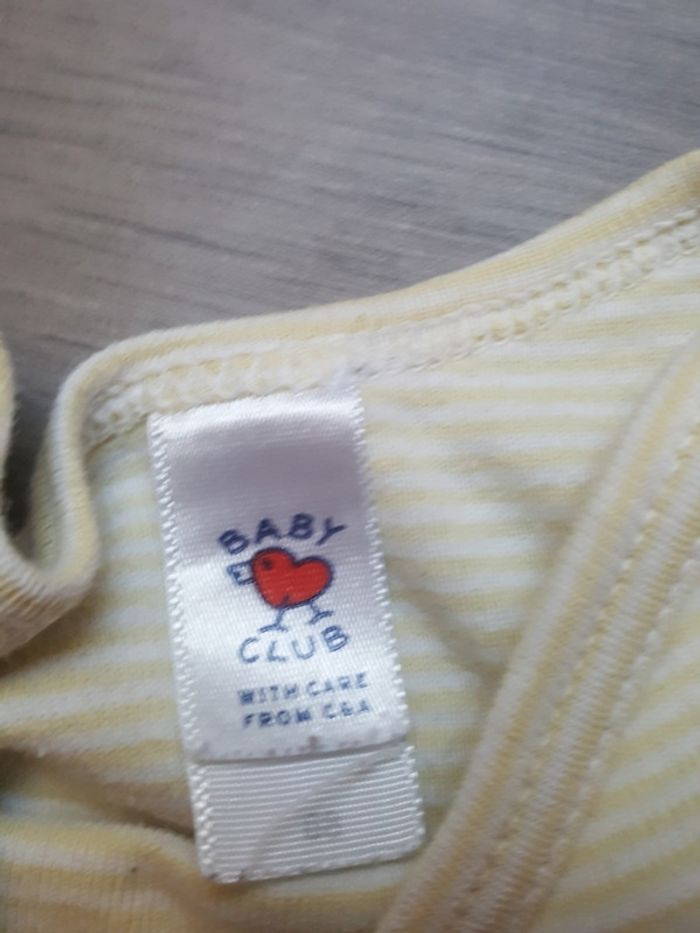 BABY
CLUB
WITH CARE
FROM C&A